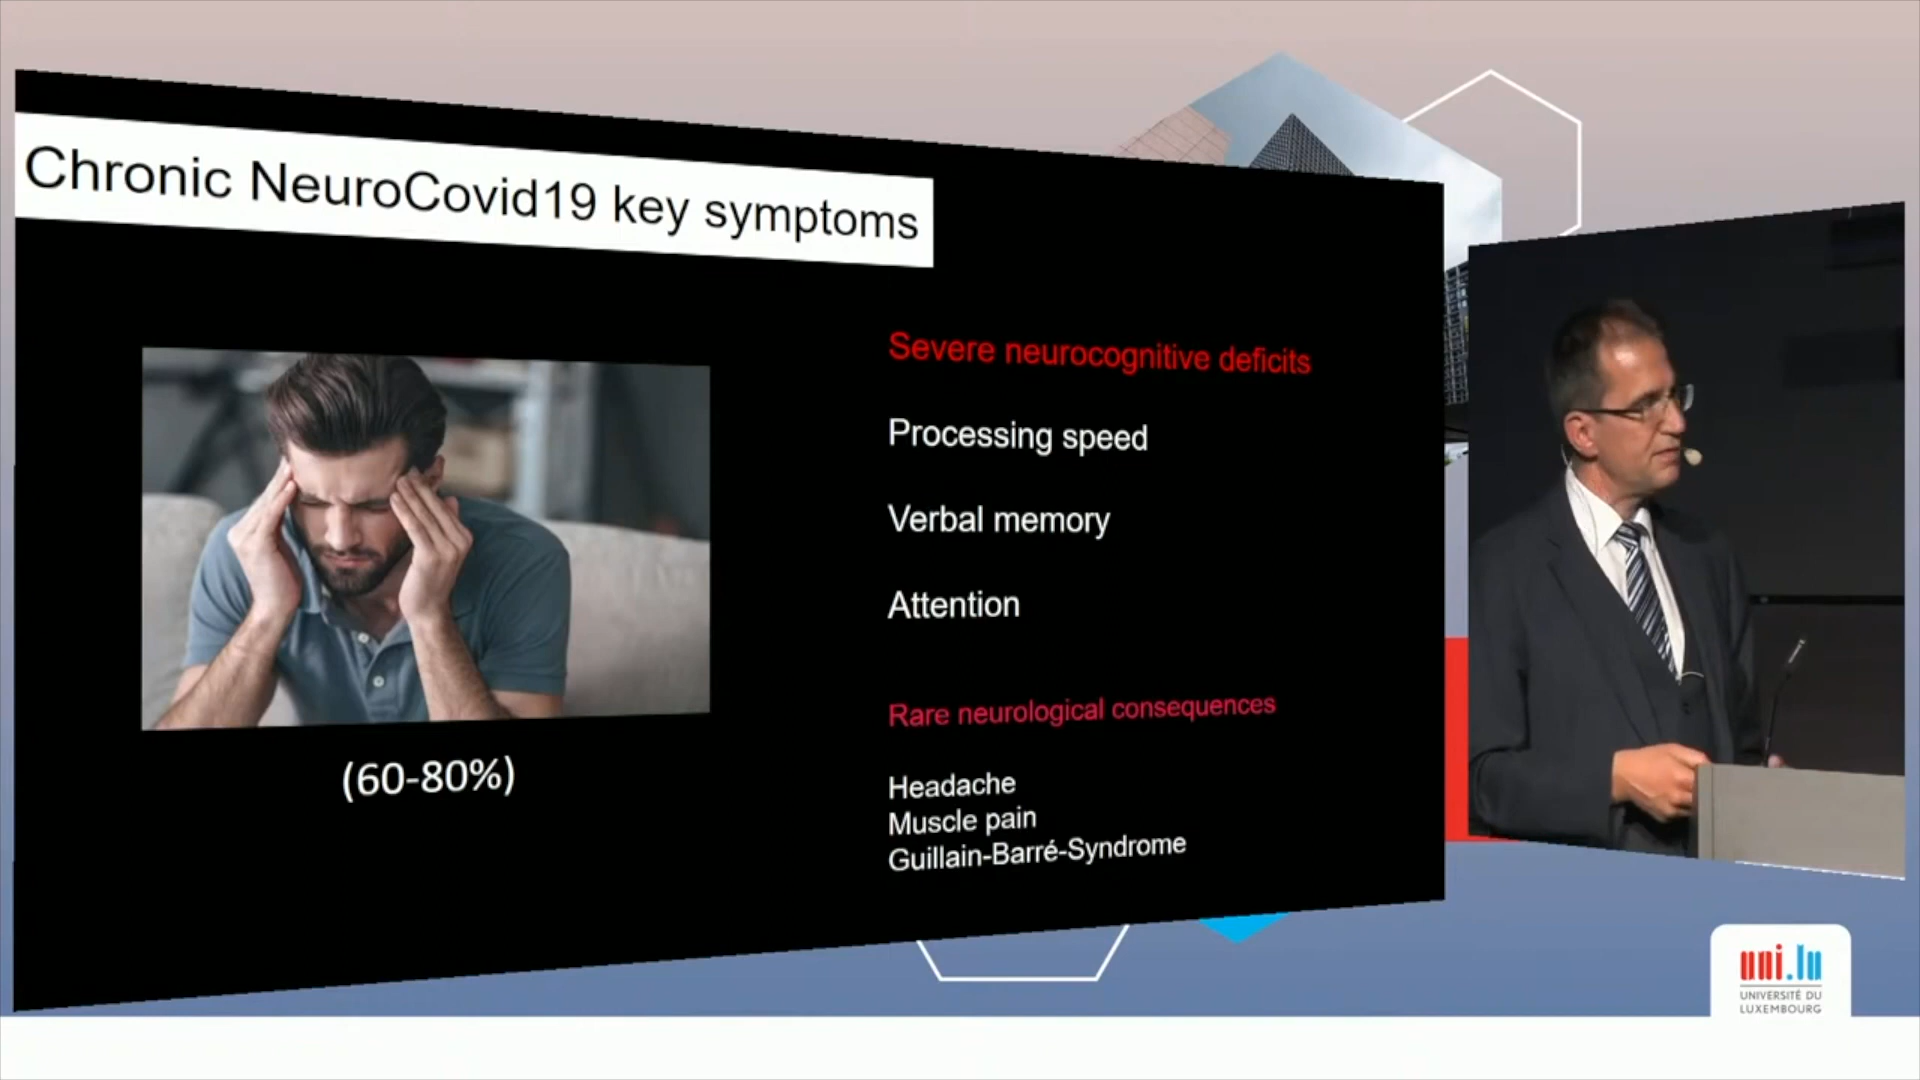 Chronic NeuroCovid19 key symptoms
Severe neurocognitive deficits
Processing speed
Verbal memory
Attention
(60-80%)
Rare neurological consequences
Headache
Muscle pain
Guillain-Barré-Syndrome
uni.lu
UNIVERSITÉ DU
LUXEMBOURG